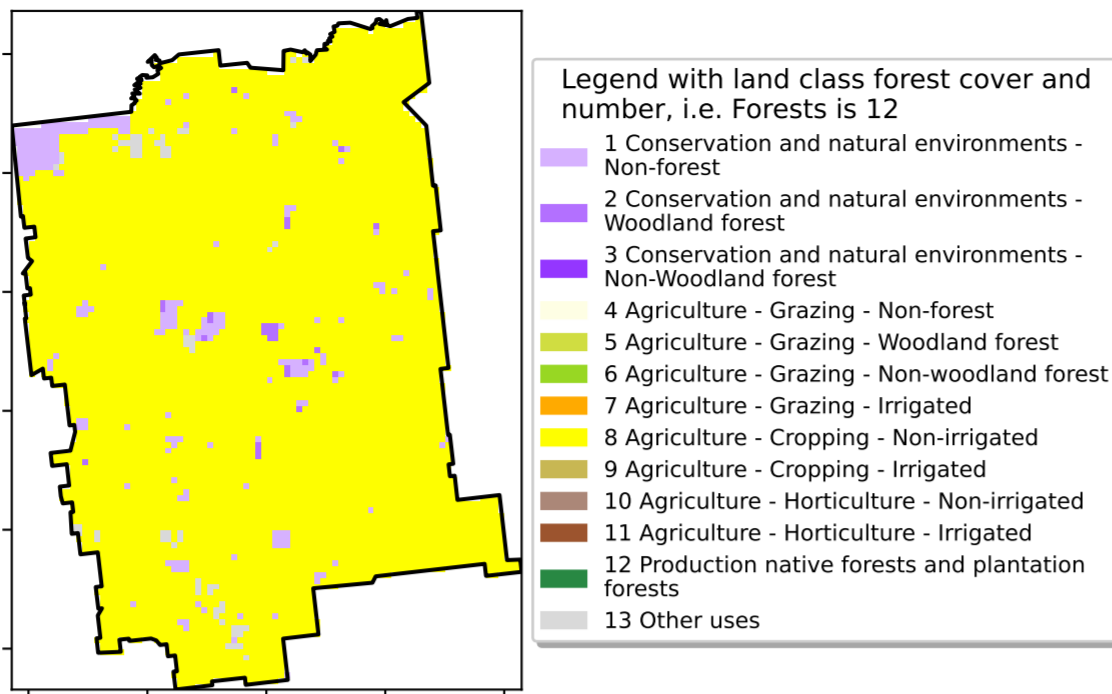 Legend with land class forest cover and
number, i.e. Forests is 12
1 Conservation and natural environments -
Non-forest
2 Conservation and natural environments -
Woodland forest
3 Conservation and natural environments -
Non-Woodland forest
4 Agriculture - Grazing - Non-forest
5 Agriculture - Grazing - Woodland forest
6 Agriculture - Grazing - Non-woodland forest
7 Agriculture - Grazing - Irrigated
8 Agriculture - Cropping - Non-irrigated
9 Agriculture - Cropping - Irrigated
10 Agriculture - Horticulture - Non-irrigated
11 Agriculture - Horticulture - Irrigated
12 Production native forests and plantation
forests
13 Other uses